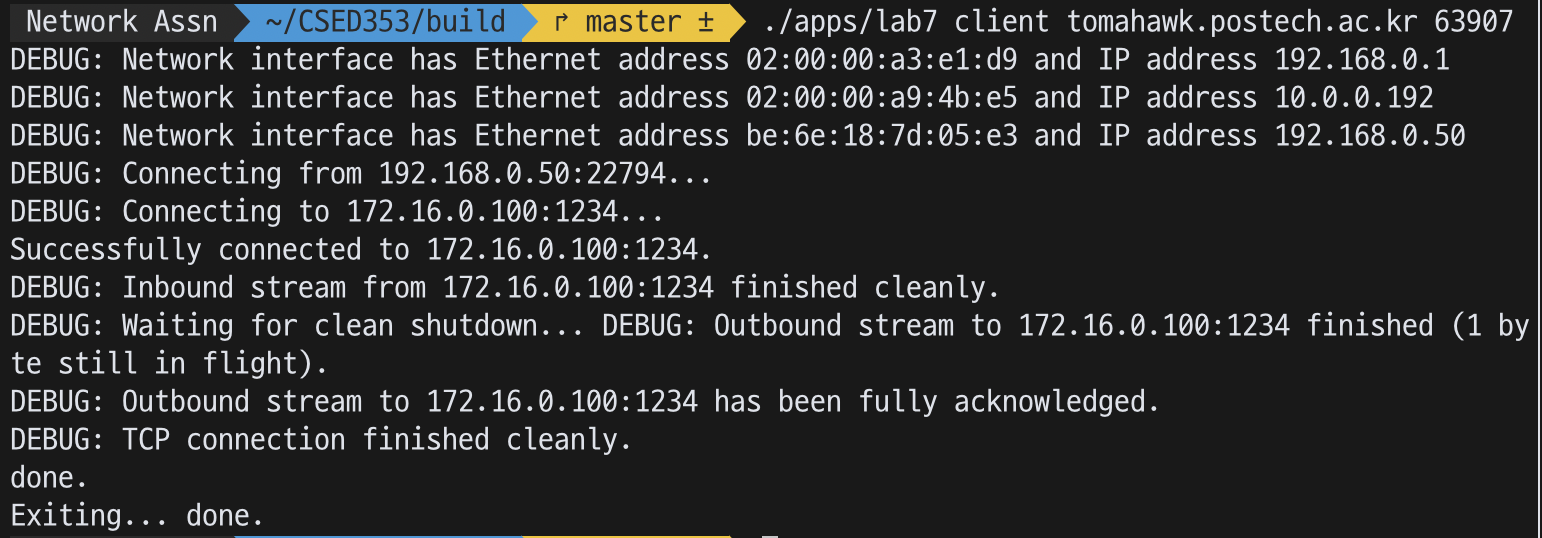 Network Assn ~/CSED353/build ↱ master ± ./apps/lab7 client tomahawk.postech.ac.kr 63907
DEBUG: Network interface has Ethernet address 02:00:00:a3:e1:d9 and IP address 192.168.0.1
DEBUG: Network interface has Ethernet address 02:00:00:a9:4b:e5 and IP address 10.0.0.192
DEBUG: Network interface has Ethernet address be:6e:18:7d:05:e3 and IP address 192.168.0.50
DEBUG: Connecting from 192.168.0.50:22794...
DEBUG: Connecting to 172.16.0.100:1234...
Successfully connected to 172.16.0.100:1234.
DEBUG: Inbound stream from 172.16.0.100:1234 finished cleanly.
DEBUG: Waiting for clean shutdown... DEBUG: Outbound stream to 172.16.0.100:1234 finished (1 by
te still in flight).
DEBUG: Outbound stream to 172.16.0.100:1234 has been fully acknowledged.
DEBUG: TCP connection finished cleanly.
done.
Exiting... done.